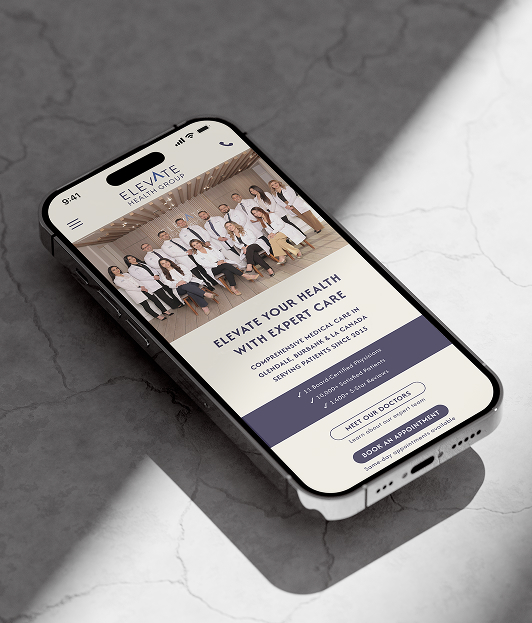 9:41
ELEVATE
HEALTH GROUP
ELEVATE YOUR HEALTH
WITH EXPERT CARE
COMPREHENSIVE MEDICAL CARE IN
GLENDALE, BURBANK & LA CANADA
SERVING PATIENTS SINCE 2015
✓ 11 Board-Certified Physicians
✓ 10,000+ Satisfied Patients
✓ 1,400+ 5-Star Reviews
MEET OUR DOCTORS
Learn about our expert team
BOOK AN APPOINTMENT
Same-day appointments available